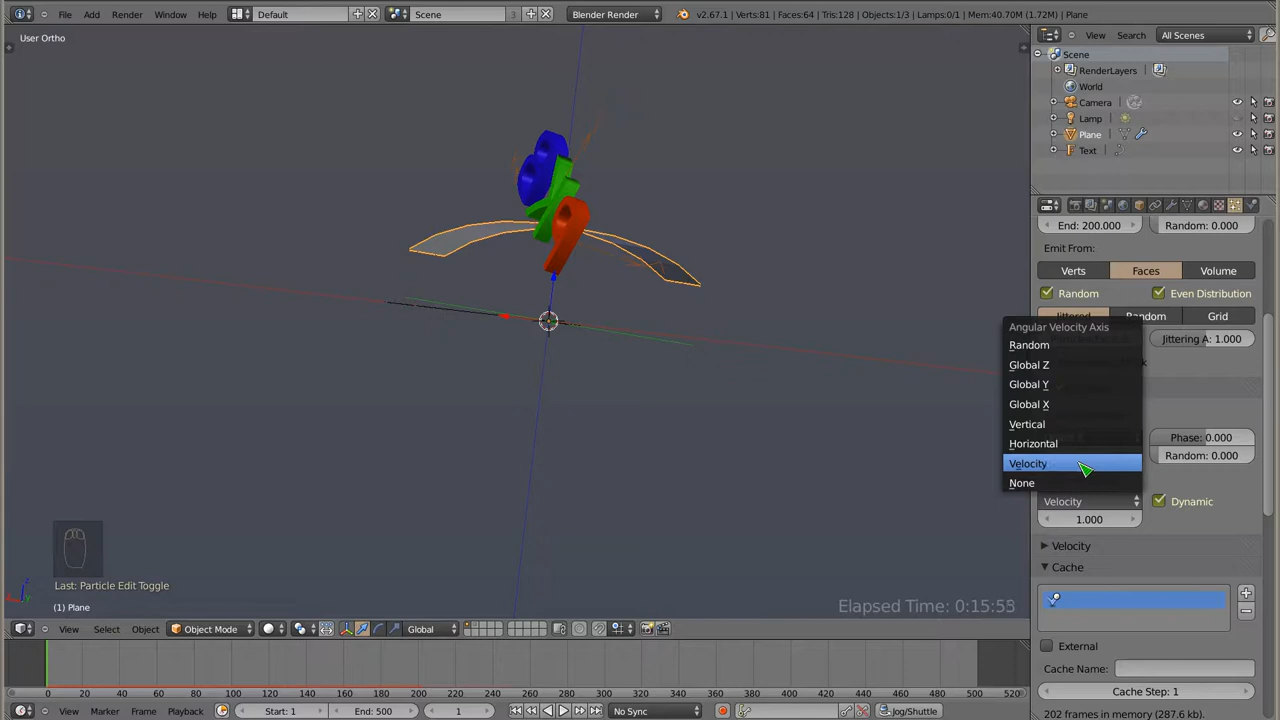 File Add Render Window Help Default Scene 3 Blender Render v2.67.1 | Verts:81 | Faces:64 | Tris:128 | Objects:1/3 | Lamps:0/1 | Mem:40.70M (1.72M) | Plane
View Search All Scenes
User Ortho
Scene
RenderLayers
World
Camera
Lamp
Plane
Text
End: 200.000 Random: 0.000
Emit From:
Verts Faces Volume
Random Even Distribution
Random Grid
Angular Velocity Axis
Random
Jittering A: 1.000
Global Z
Global Y
Global X
Vertical
Horizontal
Velocity
None
Phase: 0.000
Random: 0.000
Velocity Dynamic
1.000
Velocity
Cache
External
Cache Name:
Cache Step: 1
202 frames in memory (287.6 kb).
Last: Particle Edit Toggle
(1) Plane
Elapsed Time: 0:15:53
View Select Object Object Mode Global
0 20 40 60 80 100 120 140 160 180 200 220 240 260 280 300 320 340 360 380 400 420 440 460 480 500 520
View Marker Frame Playback Start: 1 End: 500 1 No Sync Jog/Shuttle